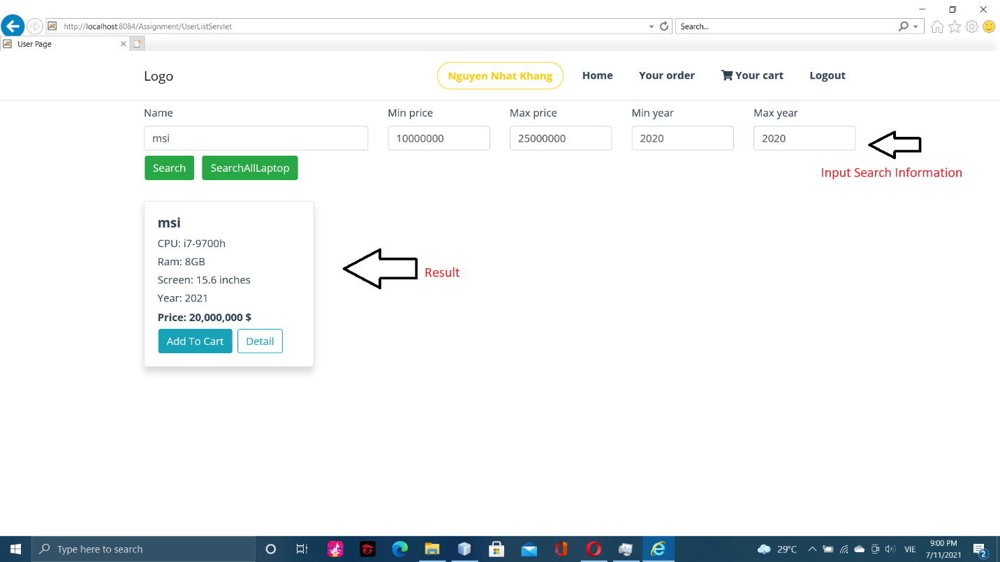 http://localhost:8084/Assignment/UserListServlet
Search...
User Page
Logo
Nguyen Nhat Khang
Home
Your order
Your cart
Logout
Name
Min price
Max price
Min year
Max year
msi
10000000
25000000
2020
2020
Search
SearchAllLaptop
Input Search Information
msi
CPU: i7-9700h
Ram: 8GB
Screen: 15.6 inches
Year: 2021
Price: 20,000,000 $
Add To Cart
Detail
Result
Type here to search
29°C
VIE
9:00 PM
7/11/2021
2